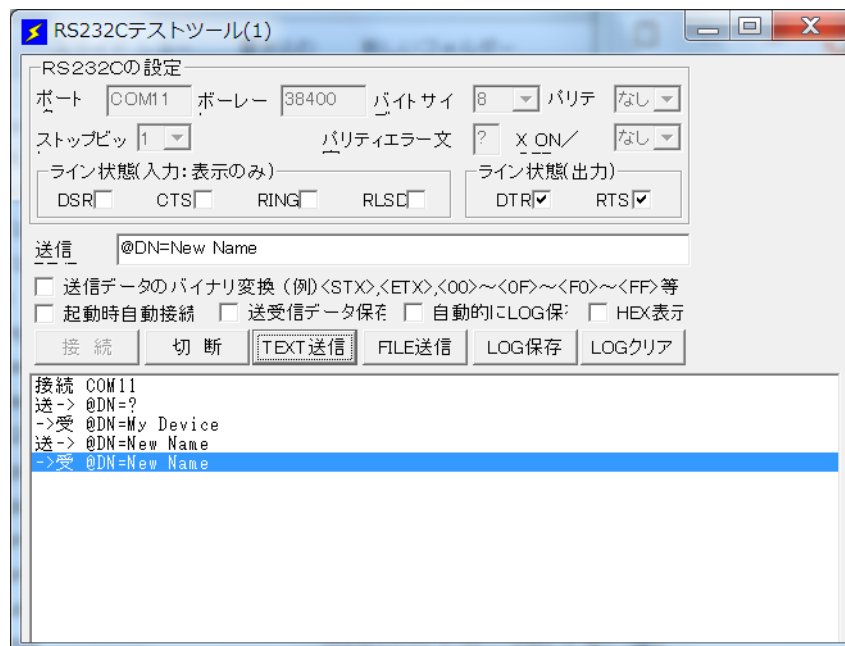 RS232Cテストツール(1)
RS232Cの設定
ポート COM11 ボーレー 38400 バイトサイ 8 パリテ なし
ストップビッ 1 パリティエラー文 ? X ON／ なし
ライン状態(入力：表示のみ) ライン状態(出力)
DSR CTS RING RLSD DTR RTS
送信 @DN=New Name
送信データのバイナリ変換（例）<STX>,<ETX>,<00>～<0F>～<F0>～<FF>等
起動時自動接続 送受信データ保存 自動的にLOG保 HEX表示
接 続 切 断 TEXT送信 FILE送信 LOG保存 LOGクリア
接続 COM11
送-> @DN=?
->受 @DN=My Device
送-> @DN=New Name
->受 @DN=New Name